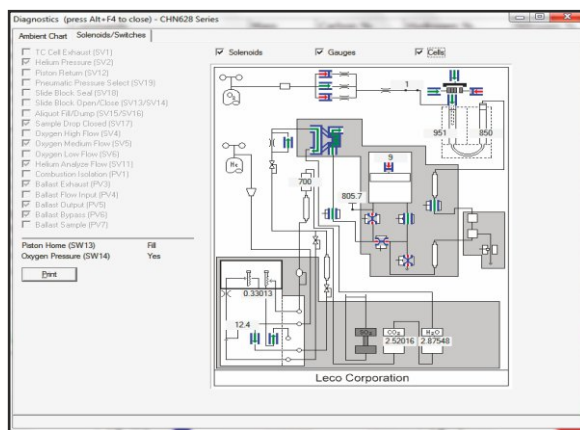 Diagnostics (press Alt+F4 to close) - CHN628 Series
Ambient Chart Solenoids/Switches
TC Cell Exhaust (SV1)
Helium Pressure (SV2)
Piston Return (SV12)
Pneumatic Pressure Select (SV19)
Slide Block Seal (SV18)
Slide Block Open/Close (SV13/SV14)
Aliquot Fill/Dump (SV15/SV16)
Sample Drop Closed (SV17)
Oxygen High Flow (SV4)
Oxygen Medium Flow (SV5)
Oxygen Low Flow (SV6)
Helium Analyze Flow (SV11)
Combustion Isolation (PV1)
Ballast Exhaust (PV3)
Ballast Flow Input (PV4)
Ballast Output (PV5)
Ballast Bypass (PV6)
Ballast Sample (PV7)
Piston Home (SW13) Fill
Oxygen Pressure (SW14) Yes
Print
Solenoids Gauges Cells
O2
1
951 850
He
9
700
805.7
0.33013
12.4
CO2 H2O
2.52016 2.87548
Leco Corporation